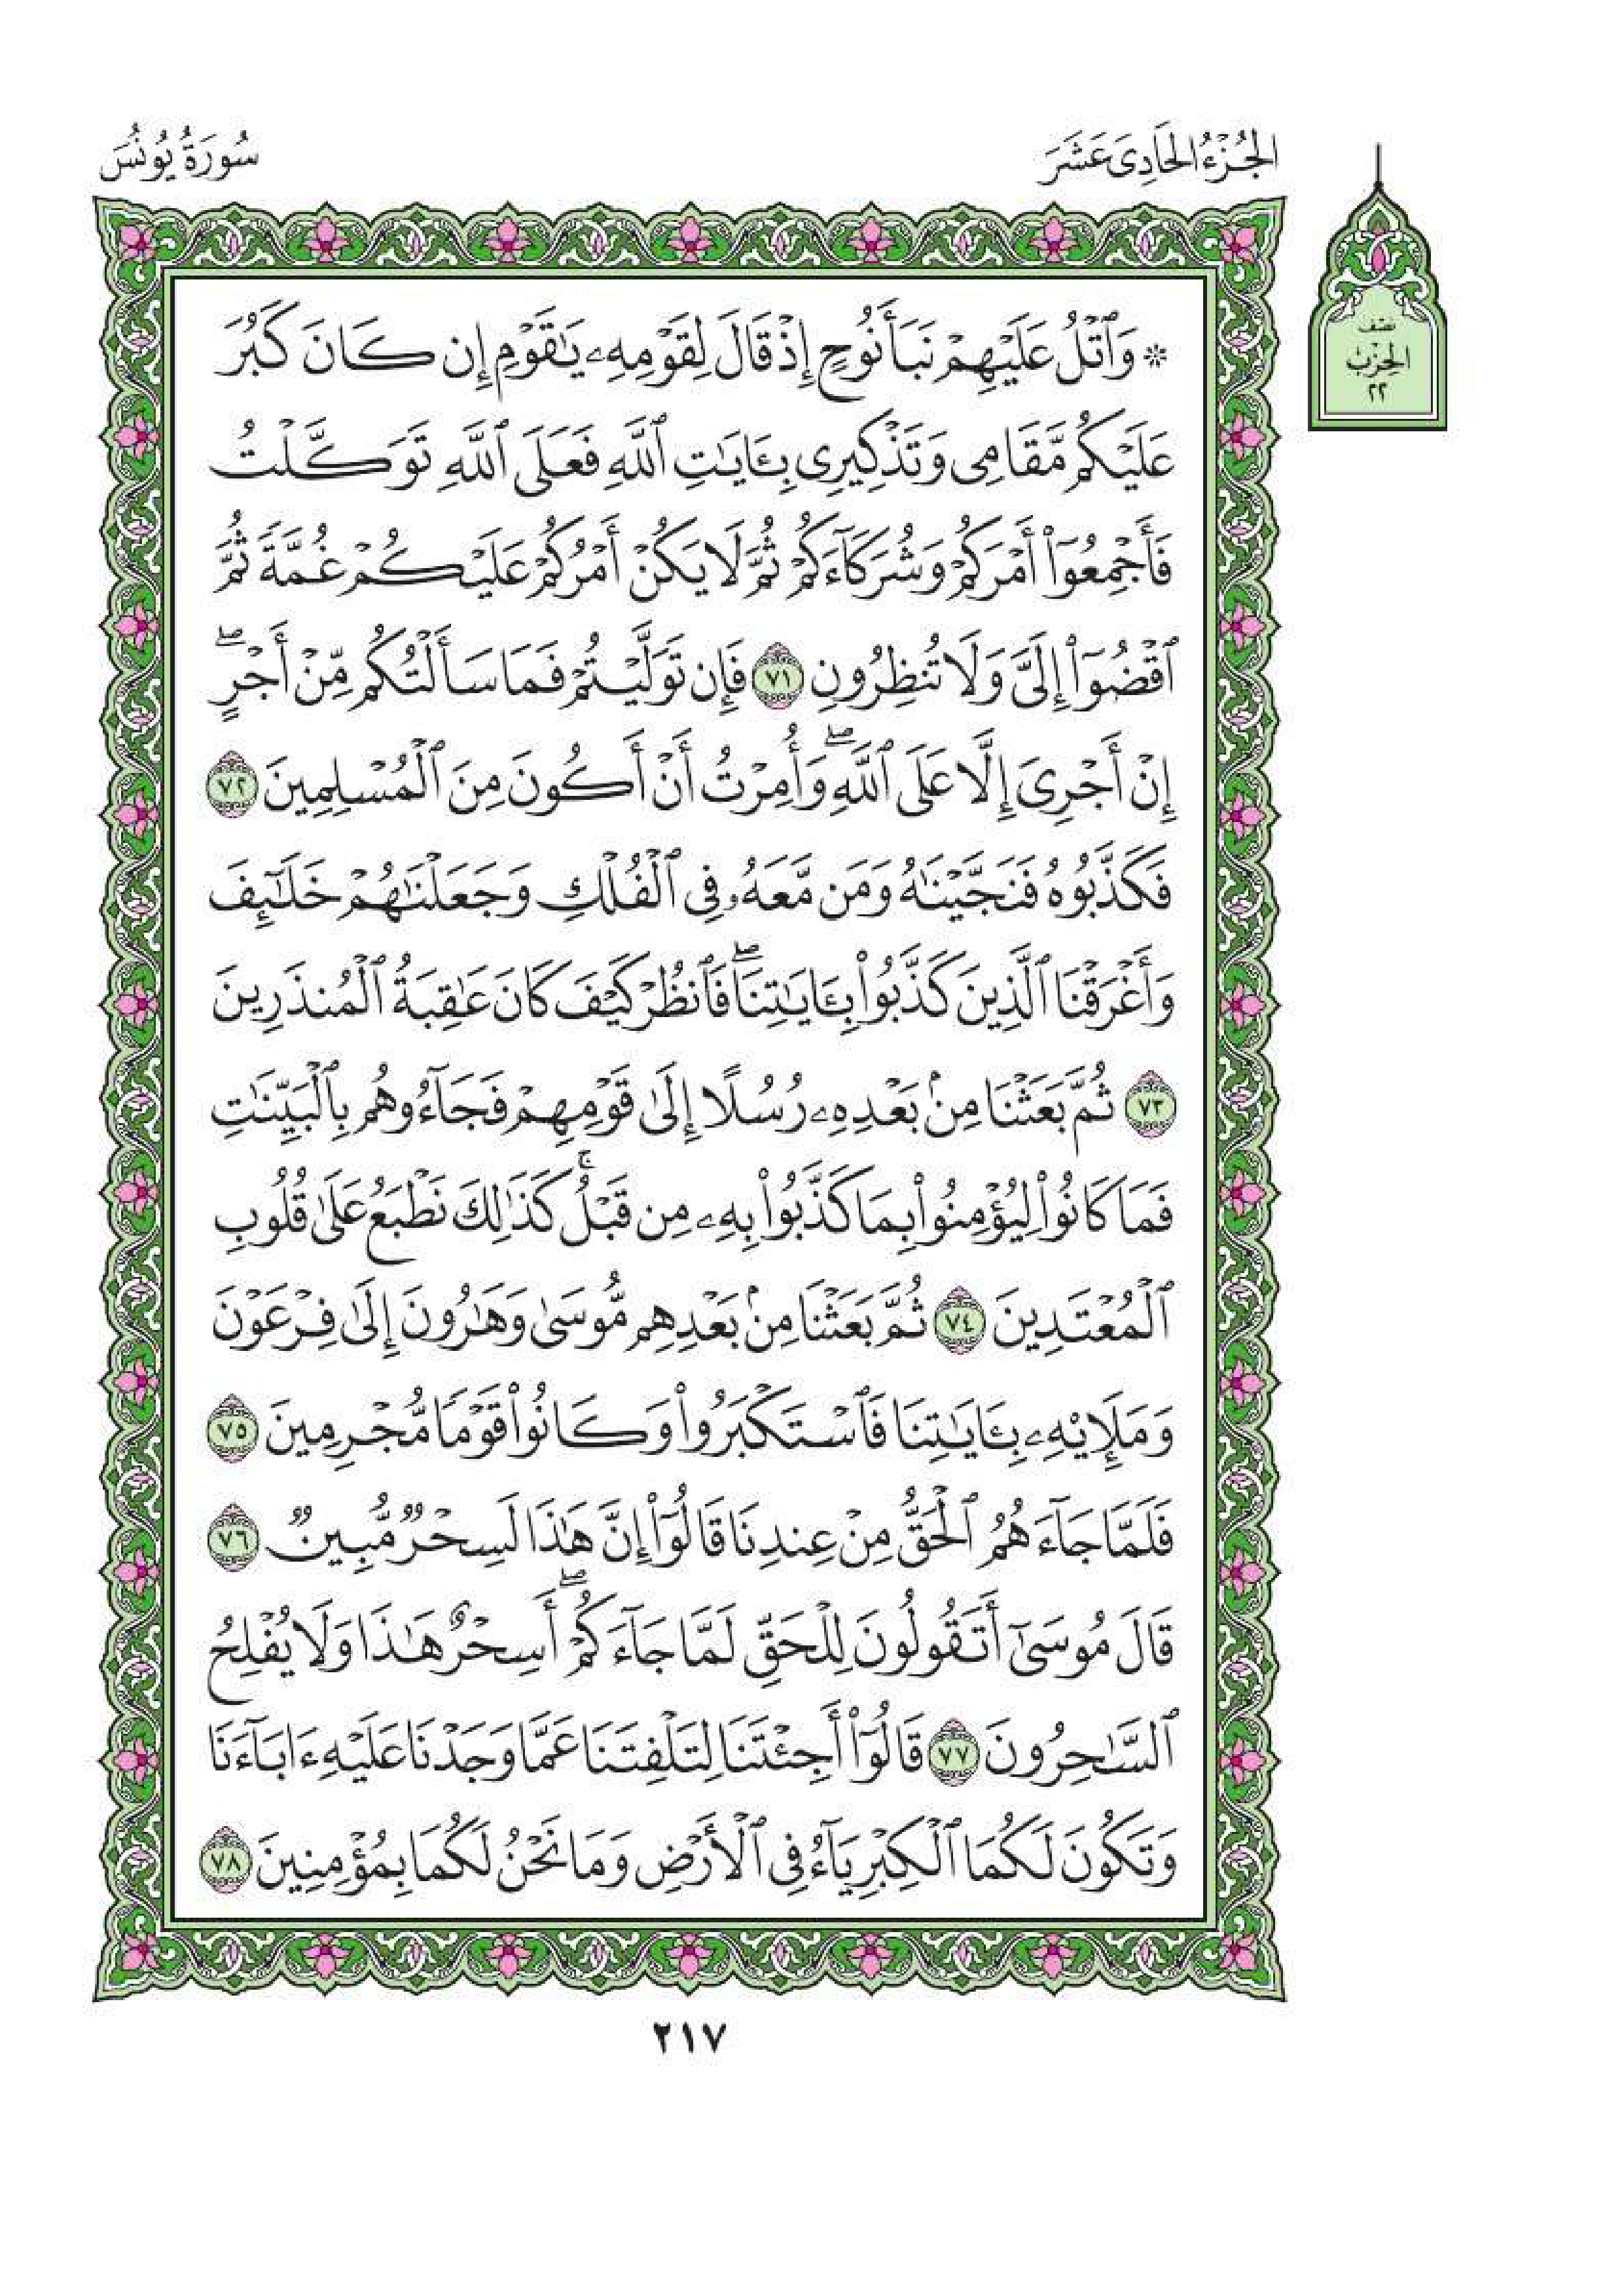 الجُزْءُ الحَادِىَ عَشَرَ
سُورَةُ يُونُسَ
نصف
الحِزب
٢٢
۞ وَٱتْلُ عَلَيْهِمْ نَبَأَ نُوحٍ إِذْ قَالَ لِقَوْمِهِۦ يَٰقَوْمِ إِن كَانَ كَبُرَ
عَلَيْكُم مَّقَامِى وَتَذْكِيرِى بِـَٔايَٰتِ ٱللَّهِ فَعَلَى ٱللَّهِ تَوَكَّلْتُ
فَأَجْمِعُوٓا۟ أَمْرَكُمْ وَشُرَكَآءَكُمْ ثُمَّ لَا يَكُنْ أَمْرُكُمْ عَلَيْكُمْ غُمَّةً ثُمَّ
ٱقْضُوٓا۟ إِلَىَّ وَلَا تُنظِرُونِ ٧١ فَإِن تَوَلَّيْتُمْ فَمَا سَأَلْتُكُم مِّنْ أَجْرٍ ۖ
إِنْ أَجْرِىَ إِلَّا عَلَى ٱللَّهِ ۖ وَأُمِرْتُ أَنْ أَكُونَ مِنَ ٱلْمُسْلِمِينَ ٧٢
فَكَذَّبُوهُ فَنَجَّيْنَٰهُ وَمَن مَّعَهُۥ فِى ٱلْفُلْكِ وَجَعَلْنَٰهُمْ خَلَٰٓئِفَ
وَأَغْرَقْنَا ٱلَّذِينَ كَذَّبُوا۟ بِـَٔايَٰتِنَا ۖ فَٱنظُرْ كَيْفَ كَانَ عَٰقِبَةُ ٱلْمُنذَرِينَ
٧٣ ثُمَّ بَعَثْنَا مِنۢ بَعْدِهِۦ رُسُلًا إِلَىٰ قَوْمِهِمْ فَجَآءُوهُم بِٱلْبَيِّنَٰتِ
فَمَا كَانُوا۟ لِيُؤْمِنُوا۟ بِمَا كَذَّبُوا۟ بِهِۦ مِن قَبْلُ ۚ كَذَٰلِكَ نَطْبَعُ عَلَىٰ قُلُوبِ
ٱلْمُعْتَدِينَ ٧٤ ثُمَّ بَعَثْنَا مِنۢ بَعْدِهِم مُّوسَىٰ وَهَٰرُونَ إِلَىٰ فِرْعَوْنَ
وَمَلَإِي۟هِۦ بِـَٔايَٰتِنَا فَٱسْتَكْبَرُوا۟ وَكَانُوا۟ قَوْمًا مُّجْرِمِينَ ٧٥
فَلَمَّا جَآءَهُمُ ٱلْحَقُّ مِنْ عِندِنَا قَالُوٓا۟ إِنَّ هَٰذَا لَسِحْرٌ مُّبِينٌ ٧٦
قَالَ مُوسَىٰٓ أَتَقُولُونَ لِلْحَقِّ لَمَّا جَآءَكُمْ ۖ أَسِحْرٌ هَٰذَا وَلَا يُفْلِحُ
ٱلسَّٰحِرُونَ ٧٧ قَالُوٓا۟ أَجِئْتَنَا لِتَلْفِتَنَا عَمَّا وَجَدْنَا عَلَيْهِ ءَابَآءَنَا
وَتَكُونَ لَكُمَا ٱلْكِبْرِيَآءُ فِى ٱلْأَرْضِ وَمَا نَحْنُ لَكُمَا بِمُؤْمِنِينَ ٧٨
٢١٧